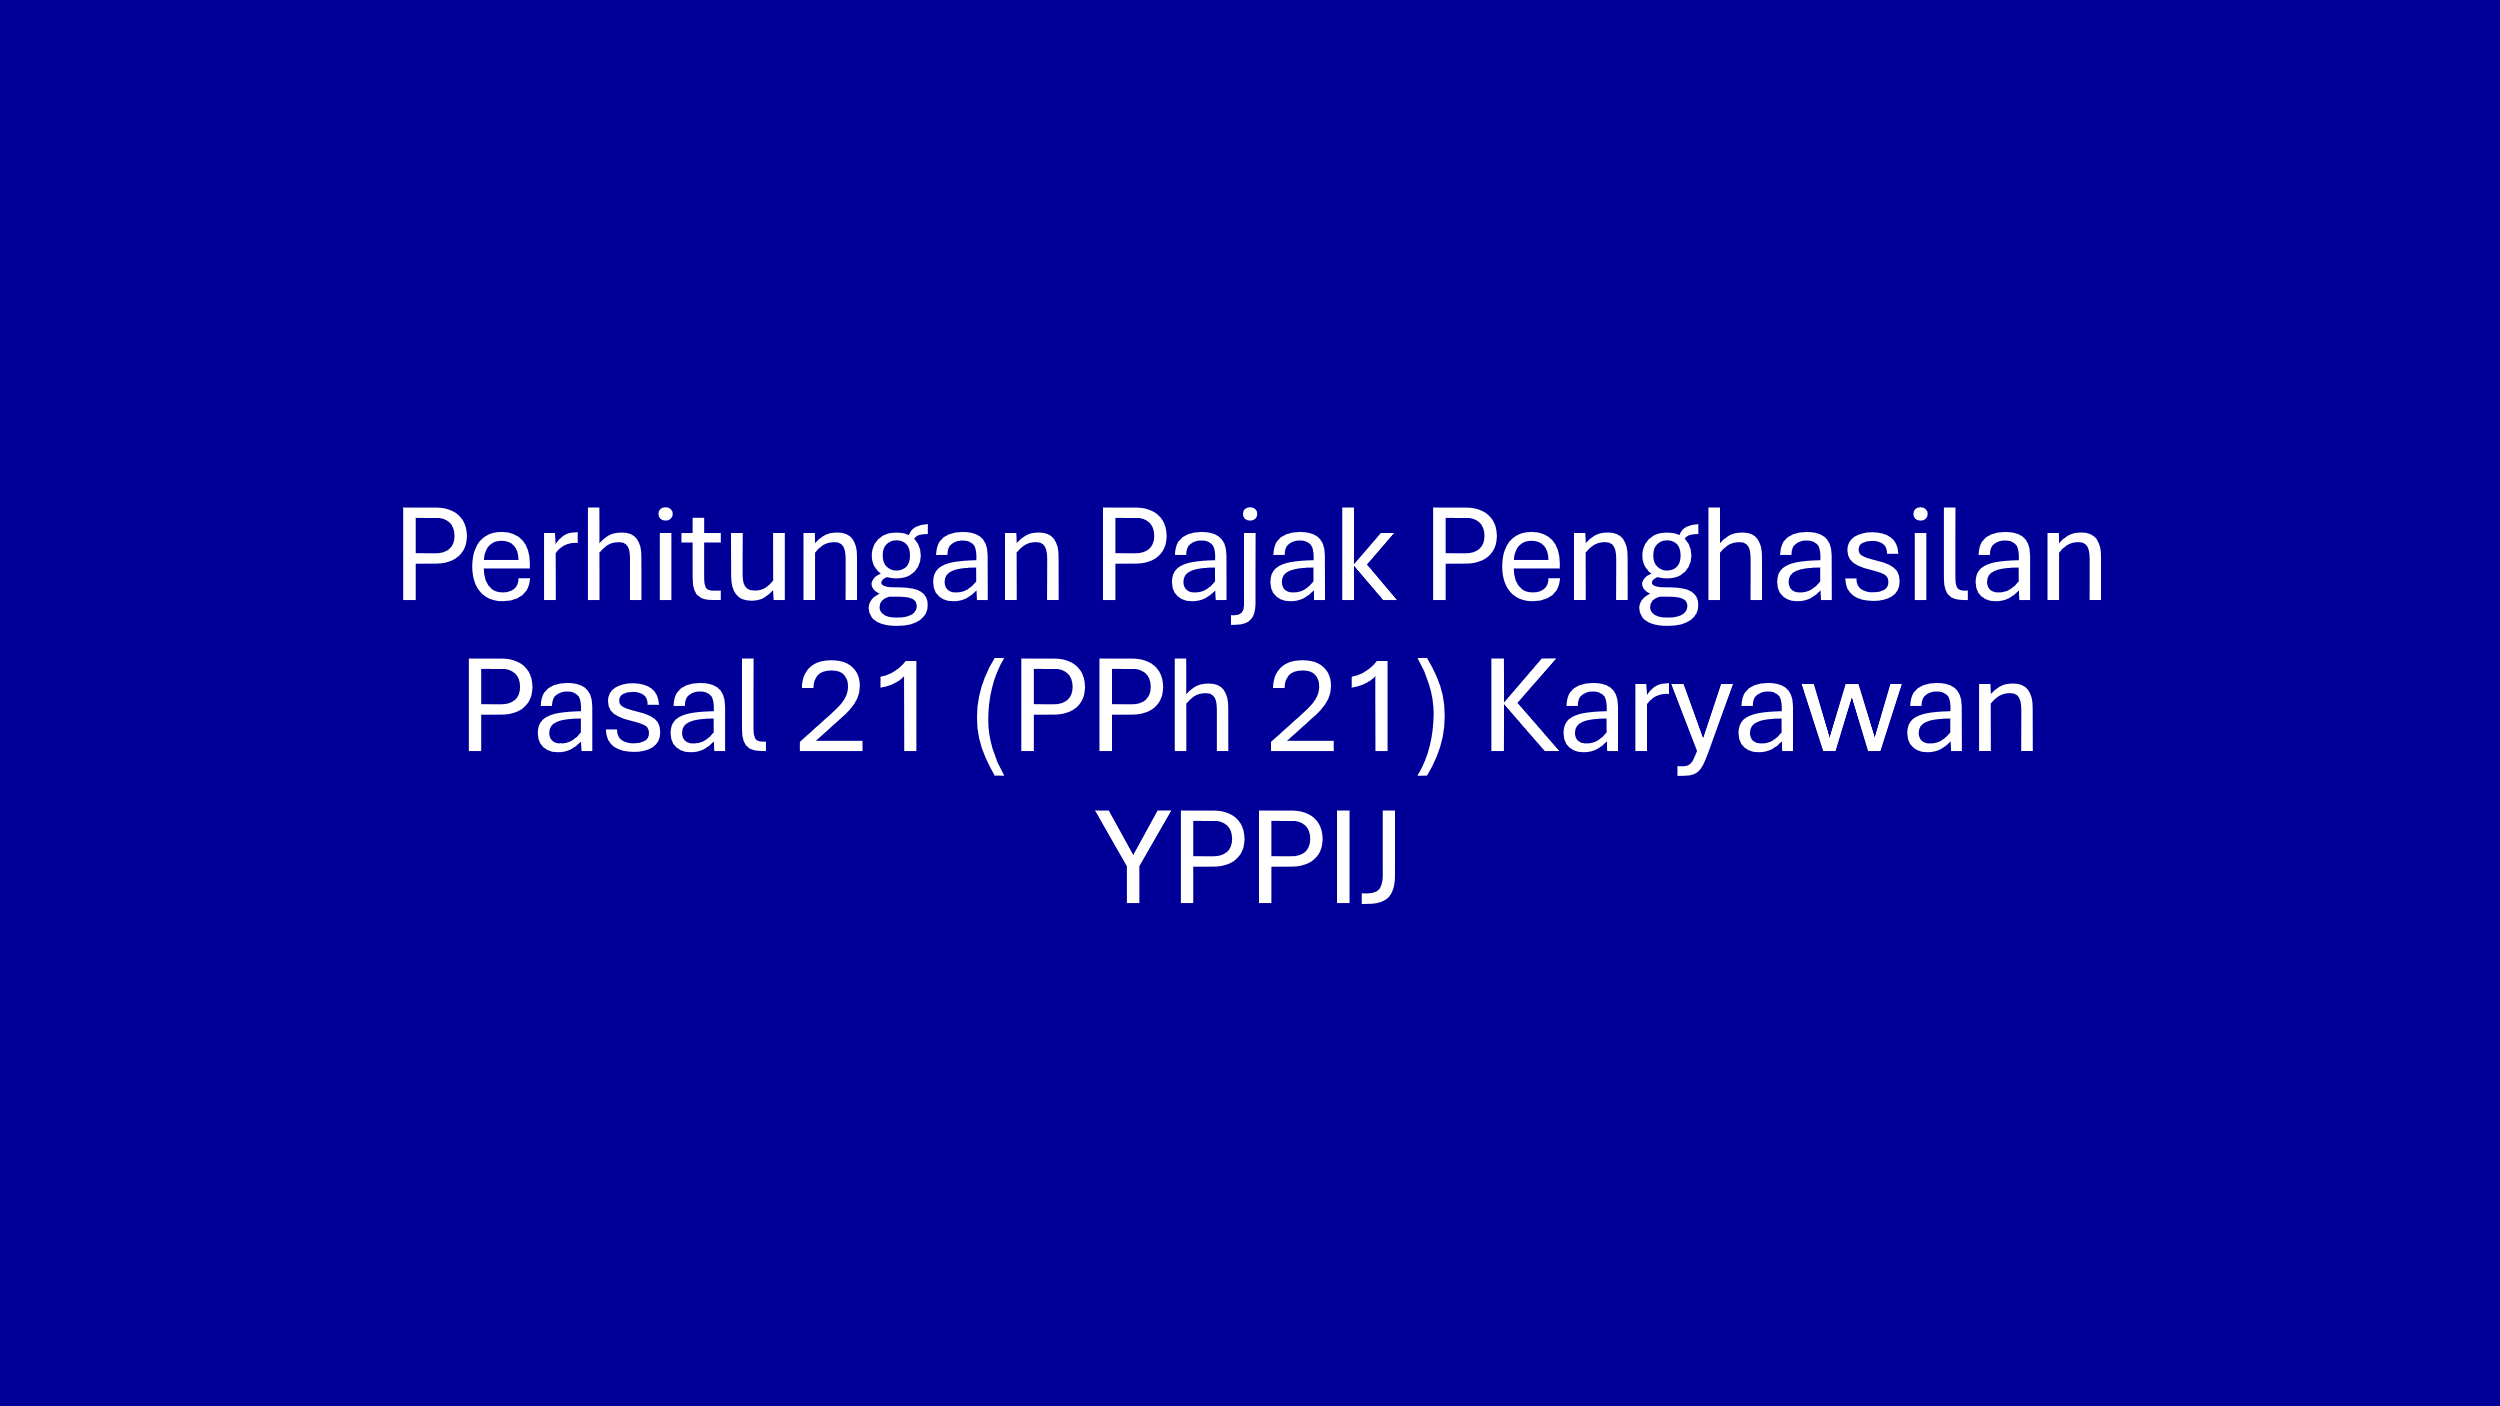 Perhitungan Pajak Penghasilan
Pasal 21 (PPh 21) Karyawan
YPPIJ